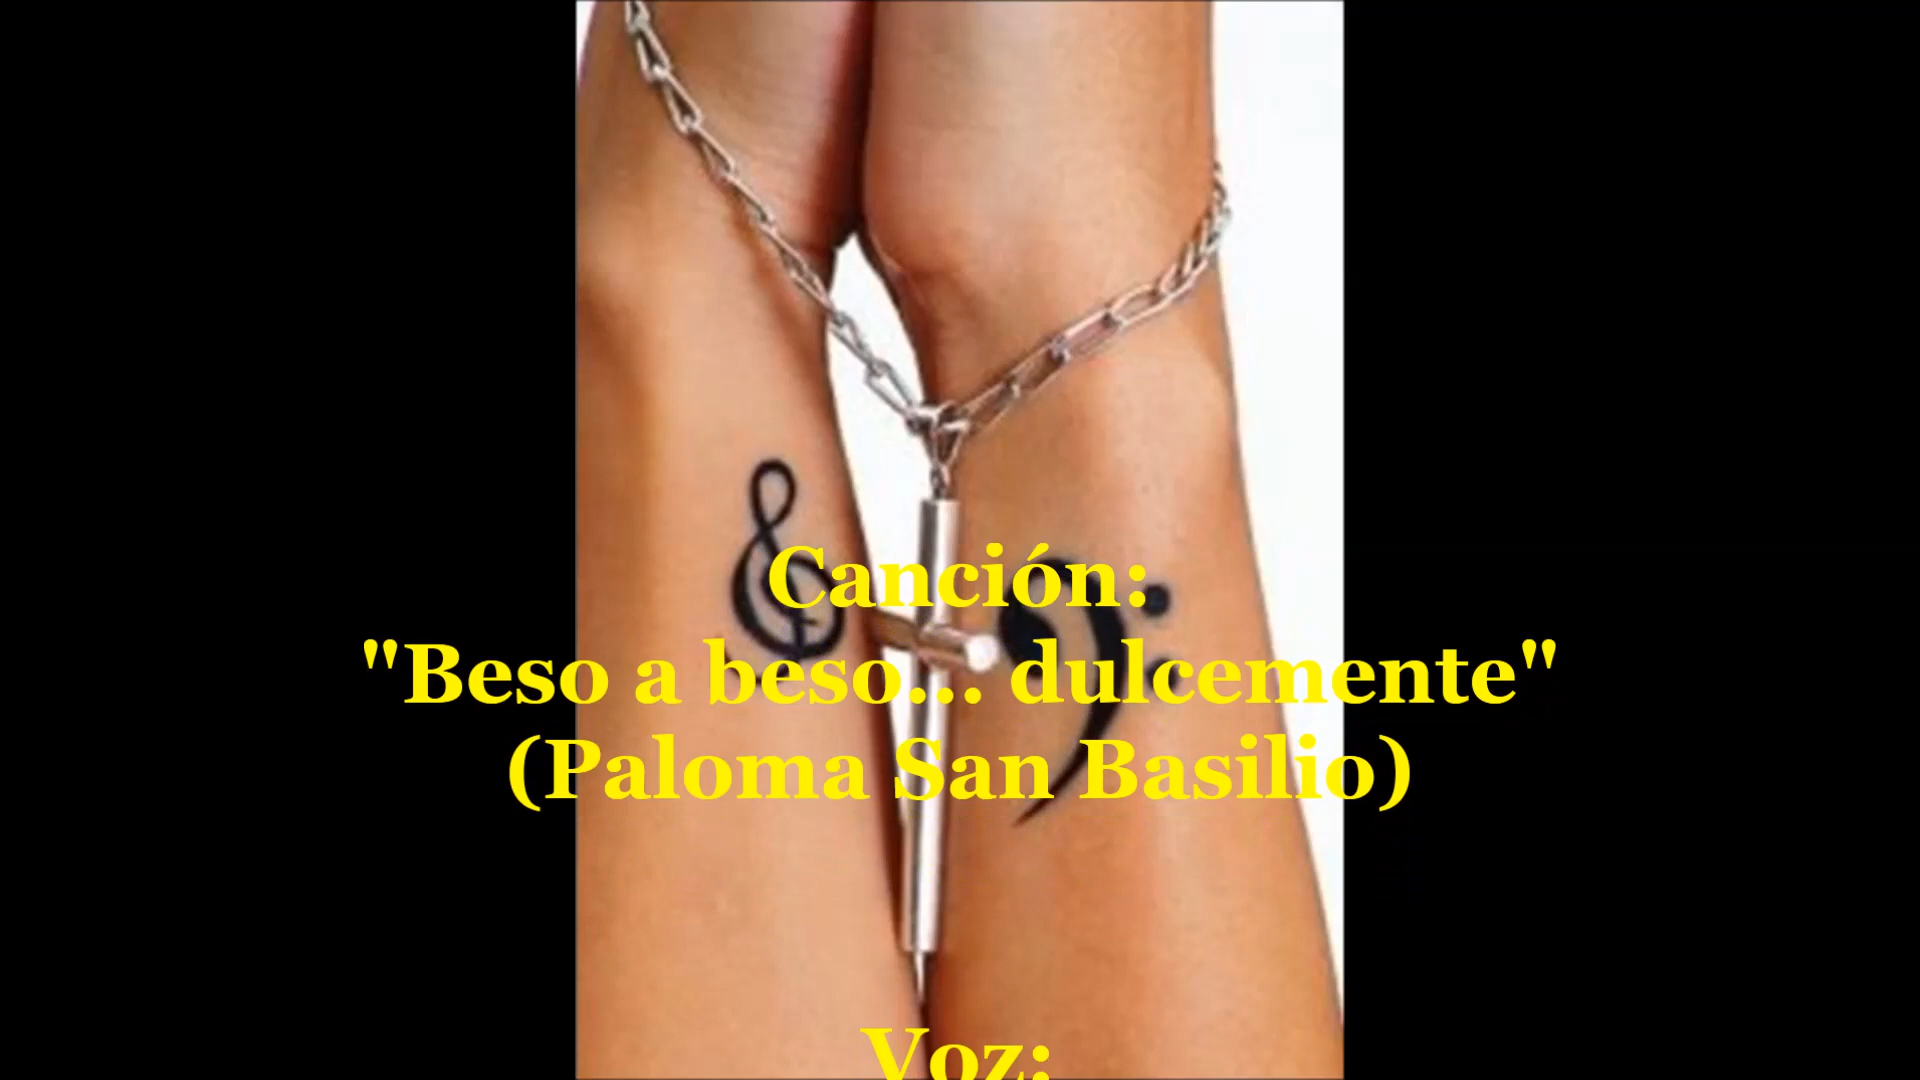 Canción:
"Beso a beso... dulcemente"
(Paloma San Basilio)
Voz: